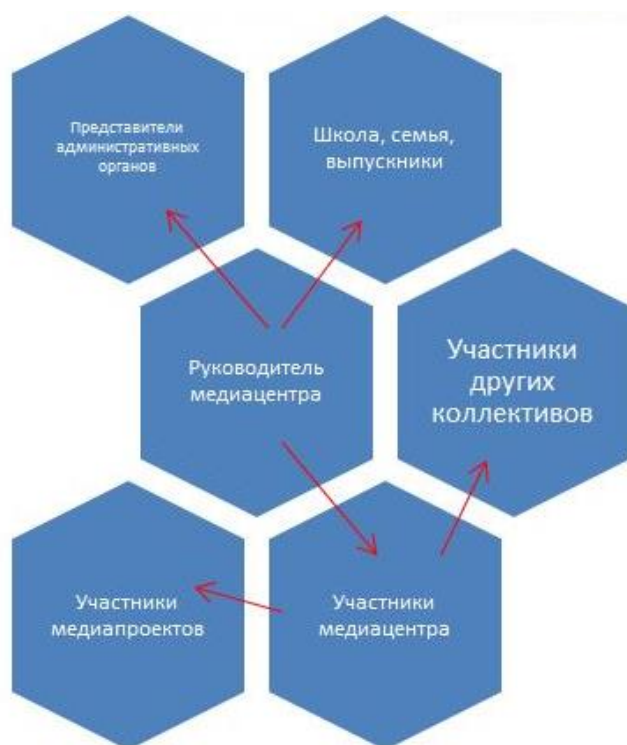 Представители
административных
органов
Школа, семья,
выпускники
Руководитель
медиацентра
Участники
других
коллективов
Участники
медиапроектов
Участники
медиацентра